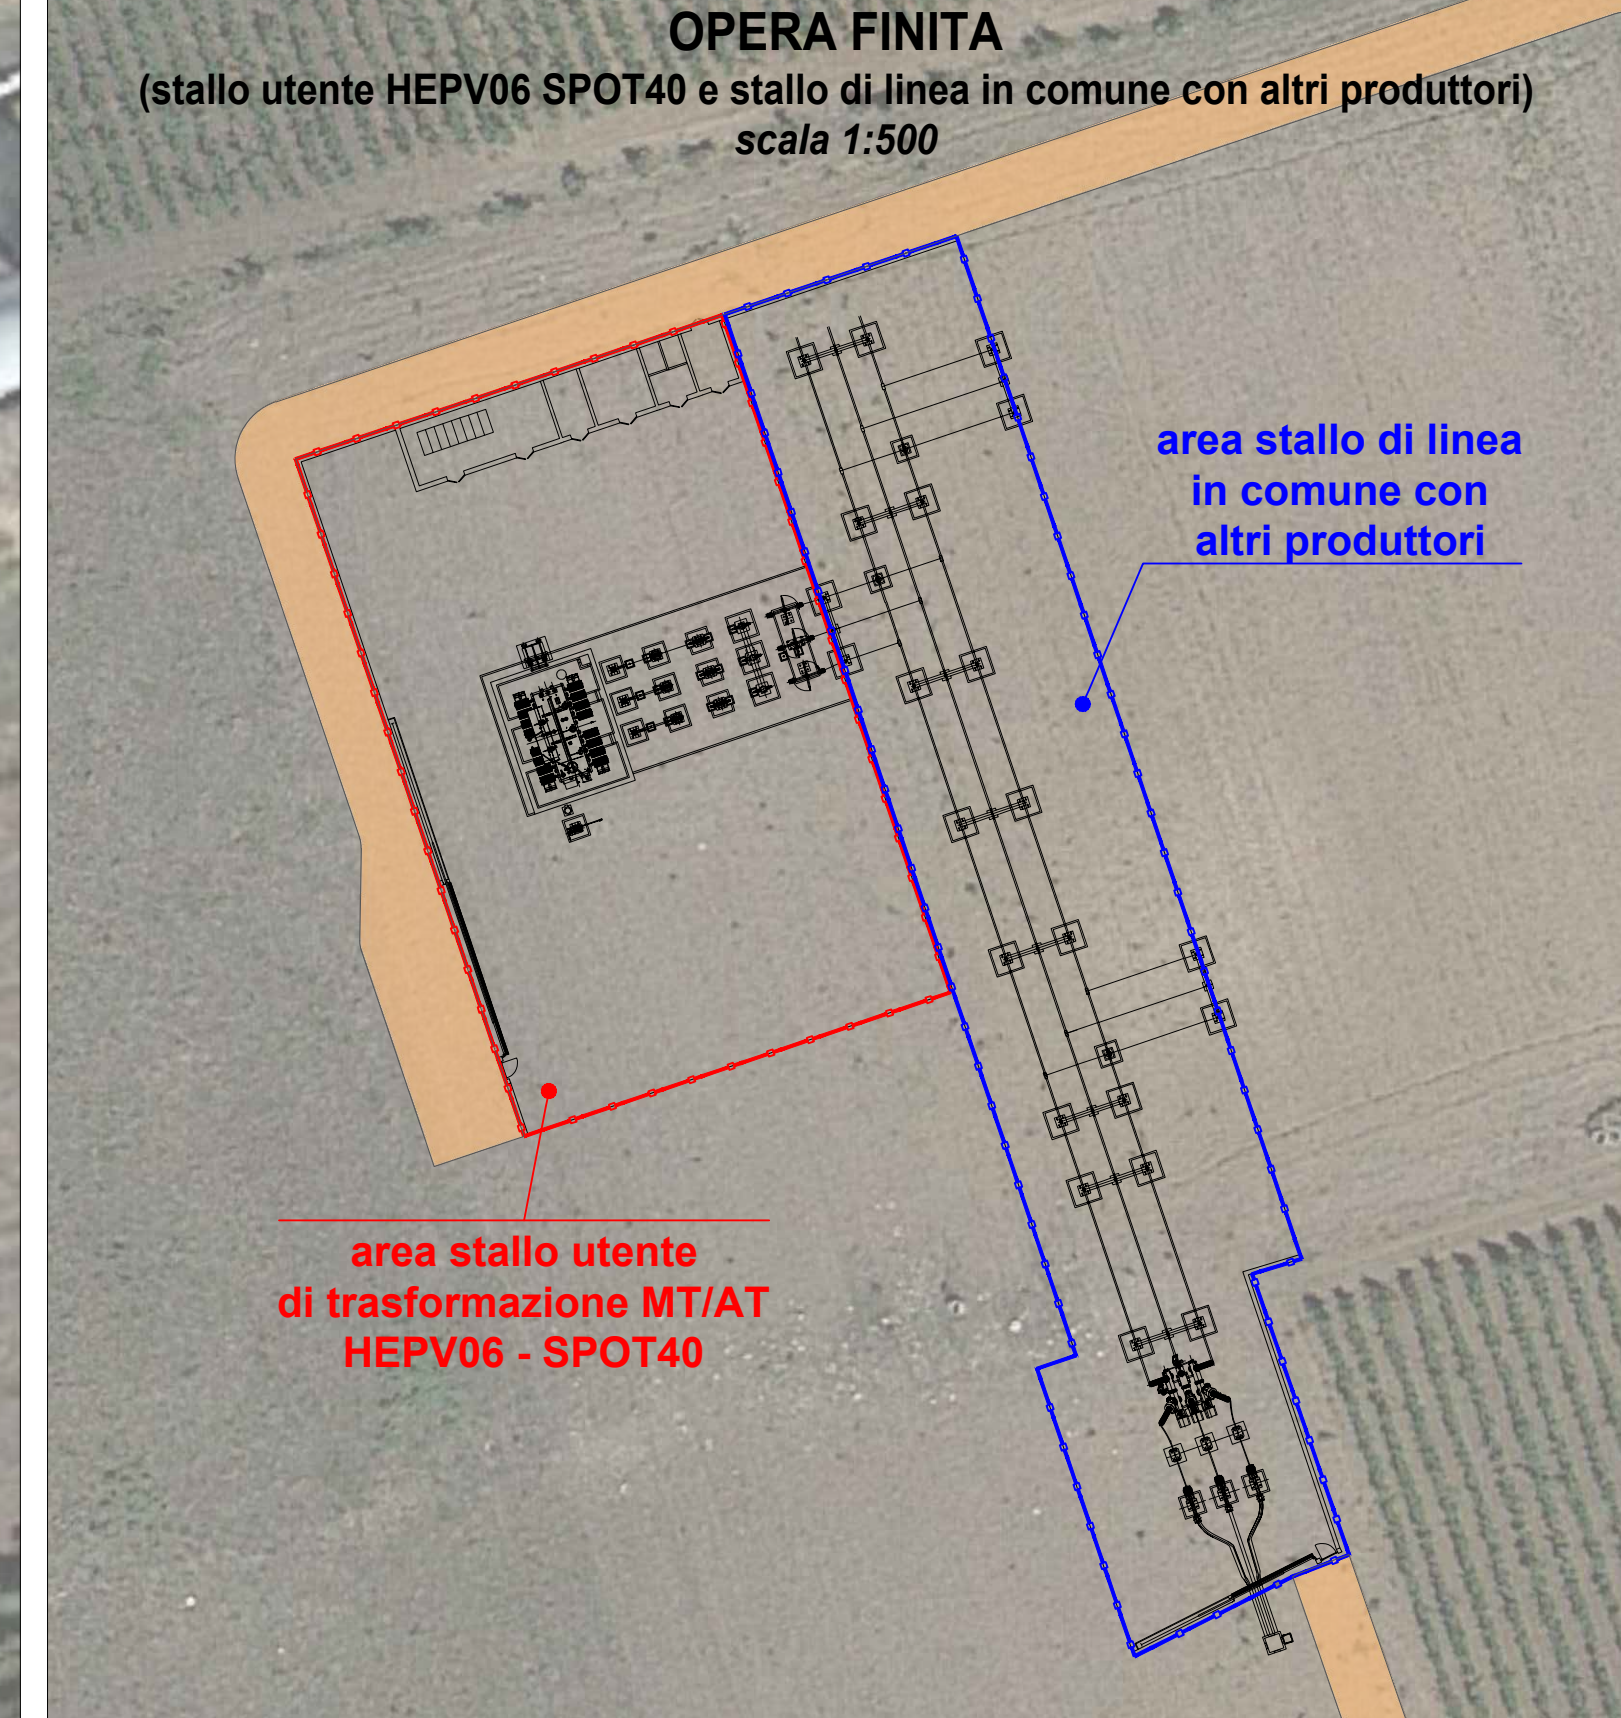 OPERA FINITA
(stallo utente HEPV06 SPOT40 e stallo di linea in comune con altri produttori)
scala 1:500
area stallo di linea
in comune con
altri produttori
area stallo utente
di trasformazione MT/AT
HEPV06 - SPOT40